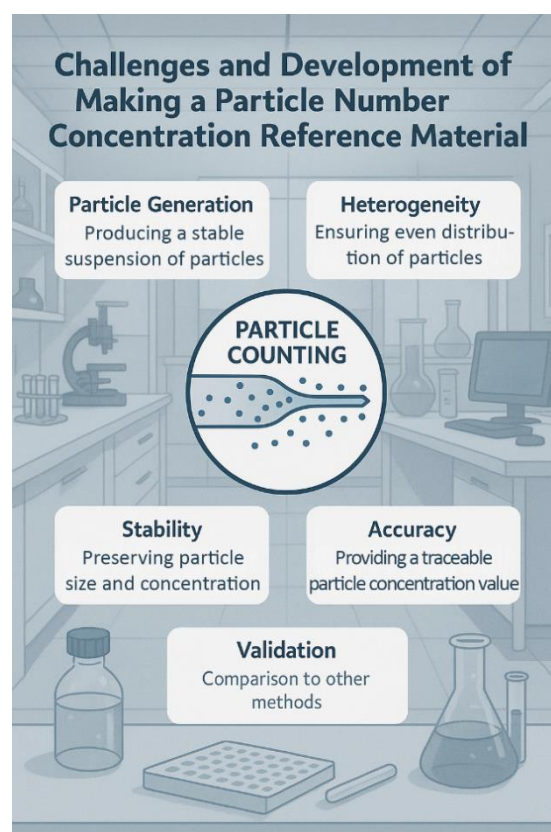 Challenges and Development of
Making a Particle Number
Concentration Reference Material
Particle Generation
Producing a stable
suspension of particles
Heterogeneity
Ensuring even distribu-
tion of particles
PARTICLE
COUNTING
Stability
Preserving particle
size and concentration
Accuracy
Providing a traceable
particle concentration value
Validation
Comparison to other
methods